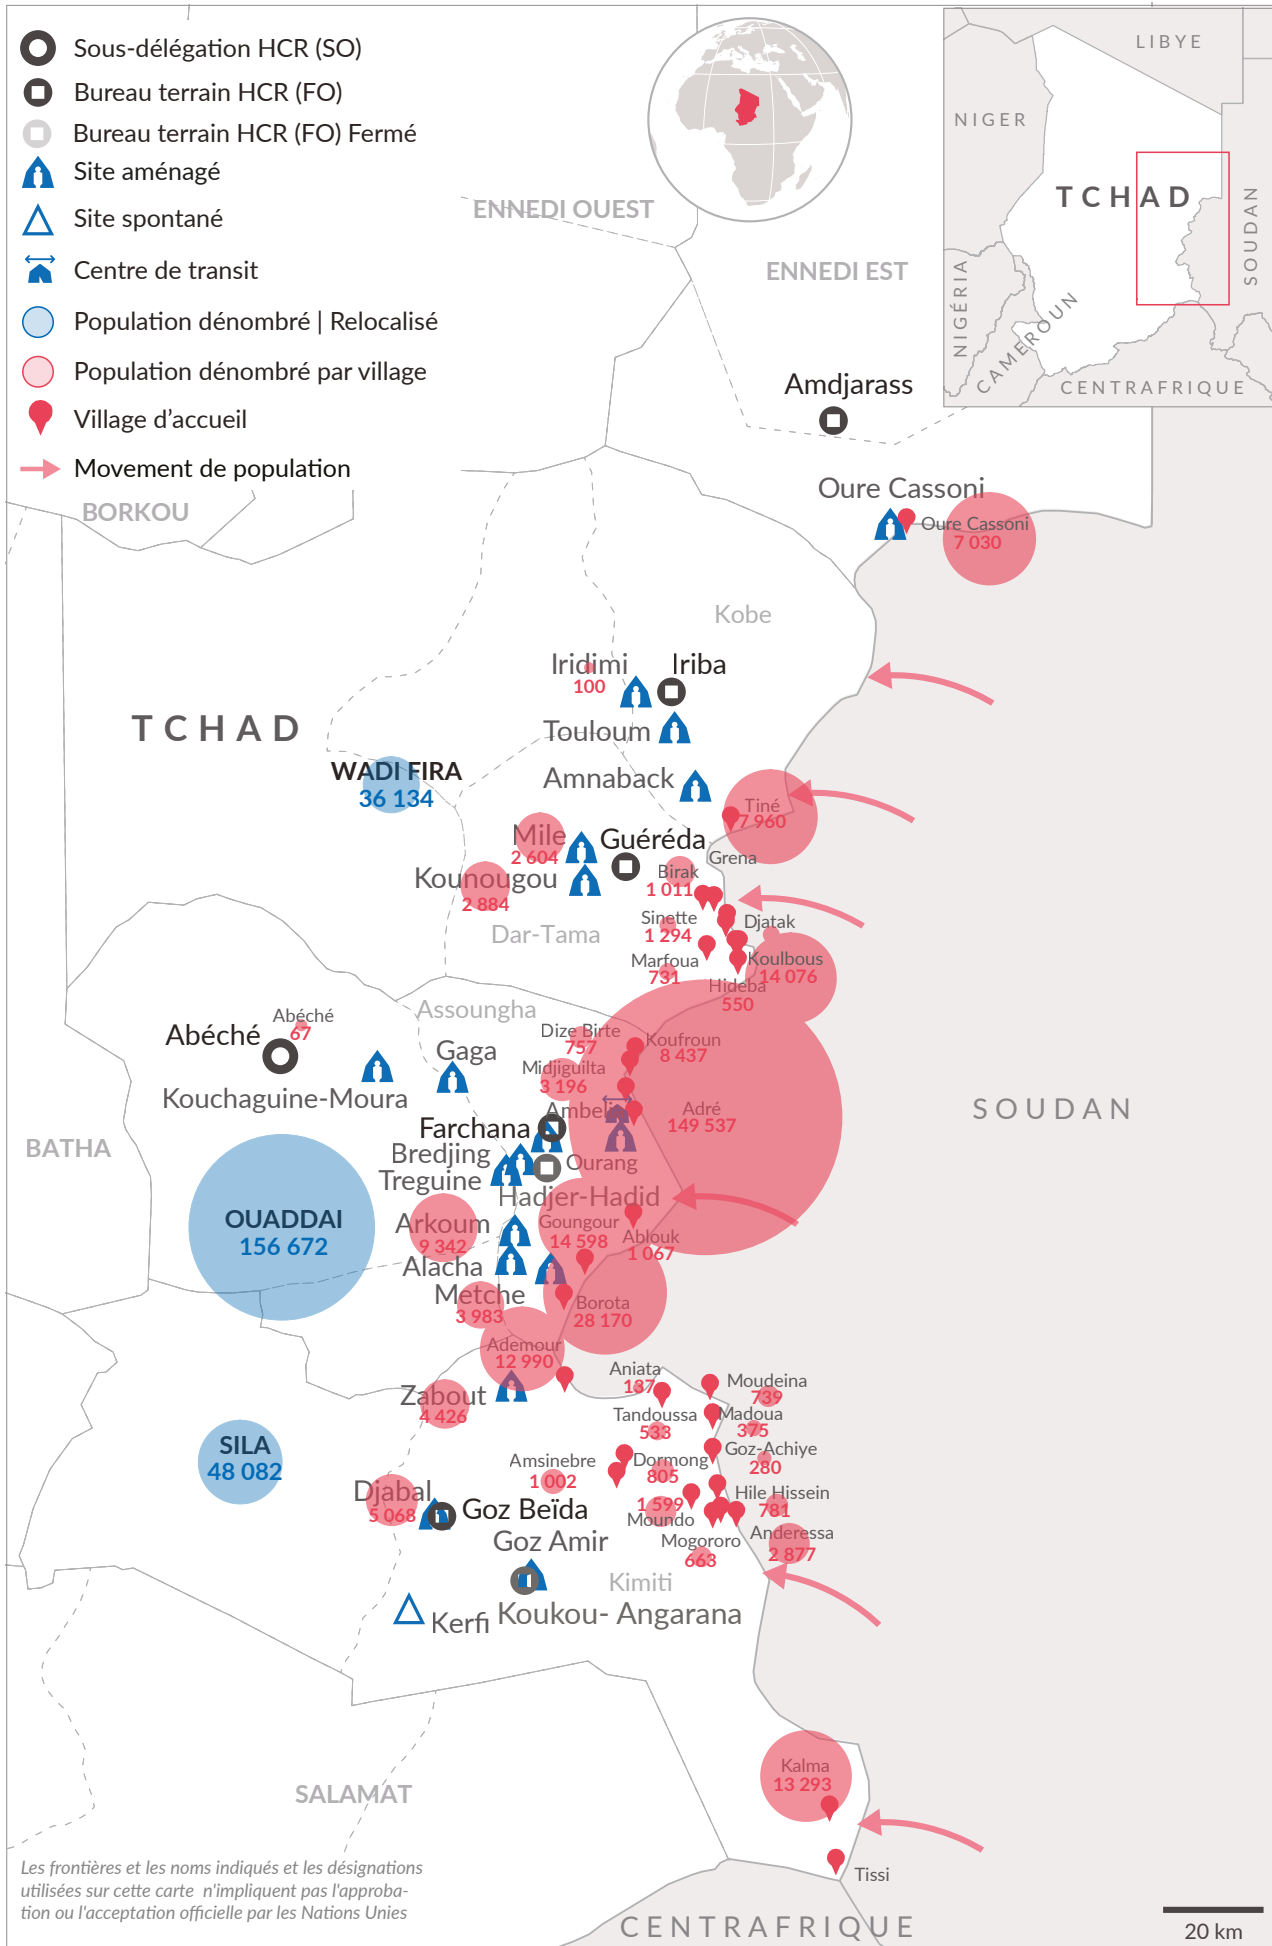 Sous-délégation HCR (SO)
Bureau terrain HCR (FO)
Bureau terrain HCR (FO) Fermé
Site aménagé
Site spontané
Centre de transit
Population dénombré | Relocalisé
Population dénombré par village
Village d'accueil
Movement de population
LIBYE
NIGER
TCHAD
SOUDAN
NIGÉRIA
CAMEROUN
CENTRAFRIQUE
ENNEDI OUEST
ENNEDI EST
Amdjarass
BORKOU
Oure Cassoni
Oure Cassoni
7 030
Kobe
Iridimi
100
Iriba
TCHAD
Touloum
WADI FIRA
36 134
Amnaback
Tiné
7 960
Mile
2 604
Guéréda
Grena
Birak
1 011
Kounougou
2 884
Sinette
1 294
Djatak
Dar-Tama
Marfoua
731
Koulbous
14 076
Hideba
550
Assoungha
Abéché
67
Abéché
Dize Birte
757
Koufroun
8 437
Gaga
Midjiguilta
3 196
Kouchaguine-Moura
Ambelia
Adré
149 537
SOUDAN
Farchana
BATHA
Bredjing
Ourang
Treguine
Hadjer-Hadid
OUADDAI
156 672
Arkoum
9 342
Goungour
14 598
Ablouk
1 067
Alacha
Metche
3 983
Borota
28 170
Ademour
12 990
Aniata
137
Moudeina
739
Zabout
4 426
Tandoussa
533
Madoua
375
SILA
48 082
Goz-Achiye
280
Amsinebre
1 002
Dormong
805
Djabal
5 068
Hile Hissein
781
1 599
Moundo
Goz Beïda
Anderessa
2 877
Goz Amir
Mogororo
663
Kimiti
Kerfi
Koukou- Angarana
Kalma
13 293
SALAMAT
Tissi
Les frontières et les noms indiqués et les désignations
utilisées sur cette carte n'impliquent pas l'approba-
tion ou l'acceptation officielle par les Nations Unies
CENTRAFRIQUE
20 km